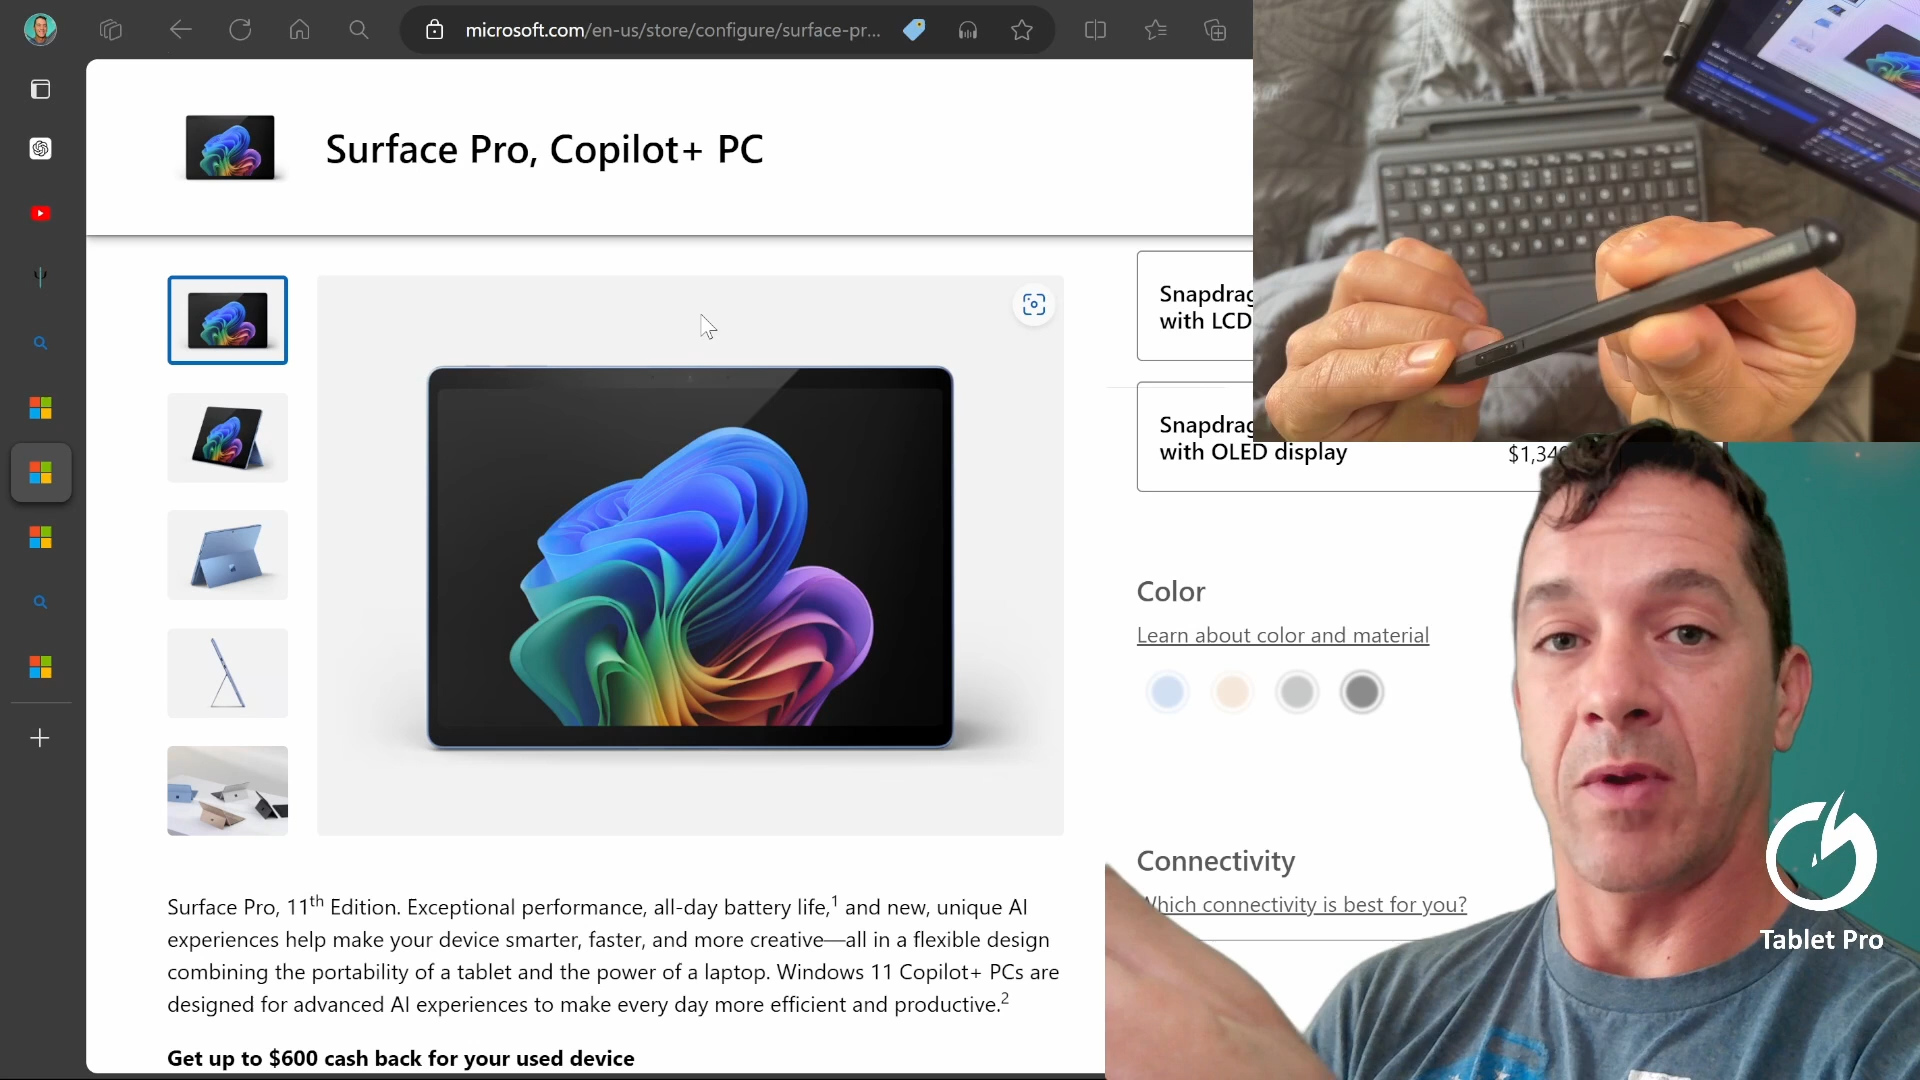 microsoft.com/en-us/store/configure/surface-pr...
Surface Pro, Copilot+ PC
Snapdrag
with LCD
Snapdrag
with OLED display
$1,34
Color
Learn about color and material
Connectivity
Which connectivity is best for you?
Surface Pro, 11th Edition. Exceptional performance, all-day battery life,1 and new, unique AI
experiences help make your device smarter, faster, and more creative—all in a flexible design
combining the portability of a tablet and the power of a laptop. Windows 11 Copilot+ PCs are
designed for advanced AI experiences to make every day more efficient and productive.2
Get up to $600 cash back for your used device
Tablet Pro